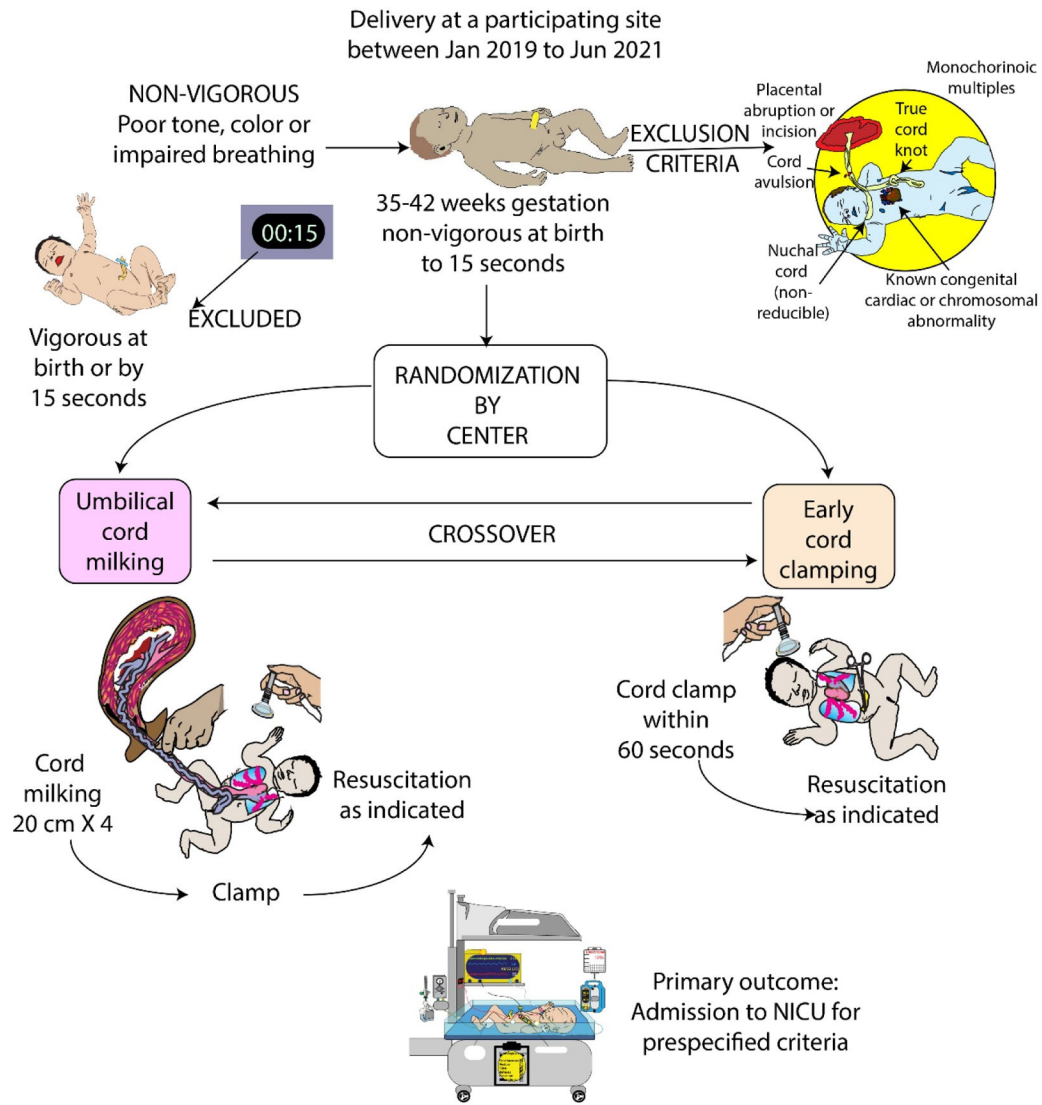 Delivery at a participating site
between Jan 2019 to Jun 2021
NON-VIGOROUS
Poor tone, color or
impaired breathing
EXCLUSION
CRITERIA
Monochorinoic
multiples
Placental
abruption or
incision
True
cord
knot
Cord
avulsion
Nuchal
cord
(non-
reducible)
Known congenital
cardiac or chromosomal
abnormality
35-42 weeks gestation
non-vigorous at birth
to 15 seconds
00:15
EXCLUDED
Vigorous at
birth or by
15 seconds
RANDOMIZATION
BY
CENTER
Umbilical
cord
milking
CROSSOVER
Early
cord
clamping
Cord
milking
20 cm X 4
Clamp
Resuscitation
as indicated
Cord clamp
within
60 seconds
Resuscitation
as indicated
Primary outcome:
Admission to NICU for
prespecified criteria